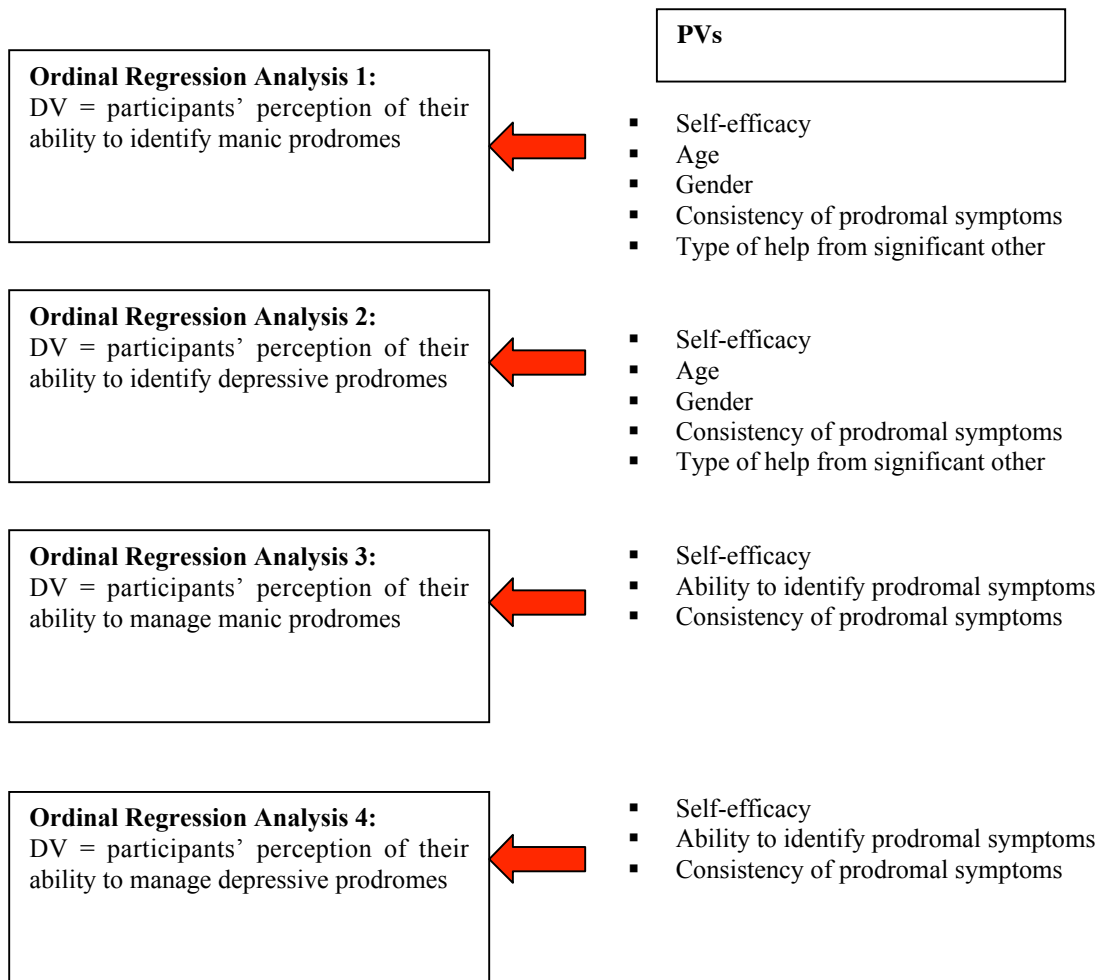 PVs
Ordinal Regression Analysis 1:
DV = participants’ perception of their
ability to identify manic prodromes
▪ Self-efficacy
▪ Age
▪ Gender
▪ Consistency of prodromal symptoms
▪ Type of help from significant other
Ordinal Regression Analysis 2:
DV = participants’ perception of their
ability to identify depressive prodromes
▪ Self-efficacy
▪ Age
▪ Gender
▪ Consistency of prodromal symptoms
▪ Type of help from significant other
Ordinal Regression Analysis 3:
DV = participants’ perception of their
ability to manage manic prodromes
▪ Self-efficacy
▪ Ability to identify prodromal symptoms
▪ Consistency of prodromal symptoms
Ordinal Regression Analysis 4:
DV = participants’ perception of their
ability to manage depressive prodromes
▪ Self-efficacy
▪ Ability to identify prodromal symptoms
▪ Consistency of prodromal symptoms